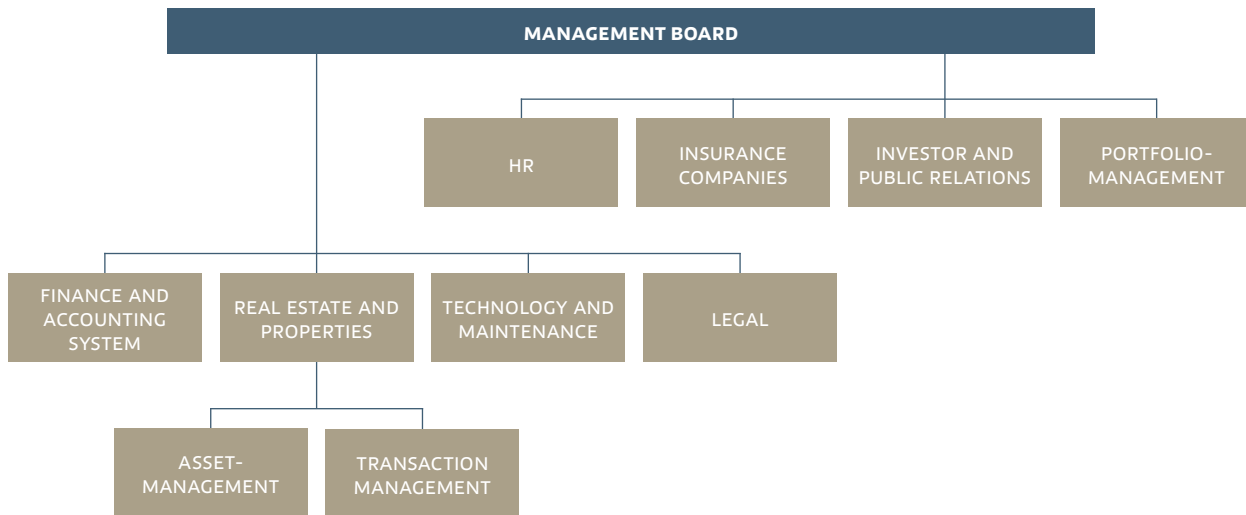 MANAGEMENT BOARD
HR
INSURANCE
COMPANIES
INVESTOR AND
PUBLIC RELATIONS
PORTFOLIO-
MANAGEMENT
FINANCE AND
ACCOUNTING
SYSTEM
REAL ESTATE AND
PROPERTIES
TECHNOLOGY AND
MAINTENANCE
LEGAL
ASSET-
MANAGEMENT
TRANSACTION
MANAGEMENT